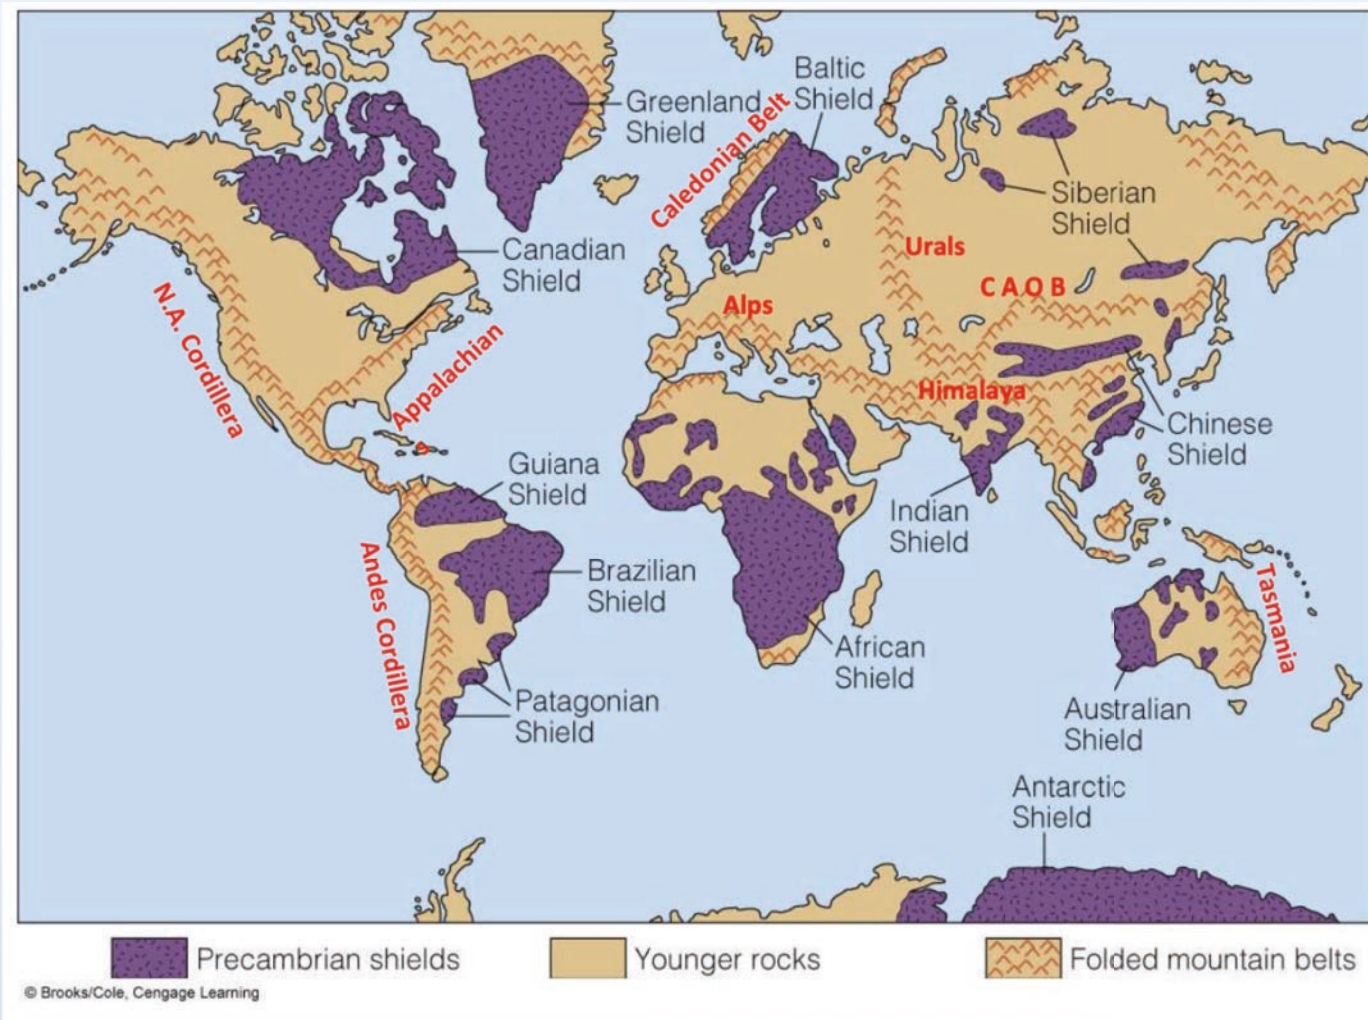 Baltic
Shield
Greenland
Shield
Caledonian Belt
Siberian
Shield
Canadian
Shield
Urals
C A O B
Alps
N.A. Cordillera
Appalachian
s
Himalaya
Chinese
Shield
Guiana
Shield
Indian
Shield
Andes Cordillera
Brazilian
Shield
Tasmania
African
Shield
Patagonian
Shield
Australian
Shield
Antarctic
Shield
Precambrian shields
Younger rocks
Folded mountain belts
© Brooks/Cole, Cengage Learning